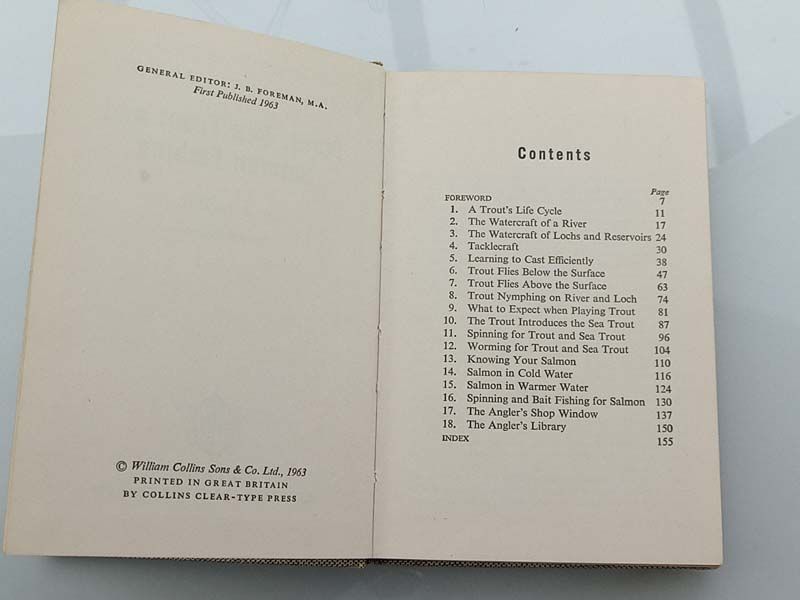 GENERAL EDITOR: J. B. FOREMAN, M.A.
First Published 1963
© William Collins Sons & Co. Ltd., 1963
PRINTED IN GREAT BRITAIN
BY COLLINS CLEAR-TYPE PRESS
Contents
Page
FOREWORD 7
1. A Trout's Life Cycle 11
2. The Watercraft of a River 17
3. The Watercraft of Lochs and Reservoirs 24
4. Tacklecraft 30
5. Learning to Cast Efficiently 38
6. Trout Flies Below the Surface 47
7. Trout Flies Above the Surface 63
8. Trout Nymphing on River and Loch 74
9. What to Expect when Playing Trout 81
10. The Trout Introduces the Sea Trout 87
11. Spinning for Trout and Sea Trout 96
12. Worming for Trout and Sea Trout 104
13. Knowing Your Salmon 110
14. Salmon in Cold Water 116
15. Salmon in Warmer Water 124
16. Spinning and Bait Fishing for Salmon 130
17. The Angler's Shop Window 137
18. The Angler's Library 150
INDEX 155